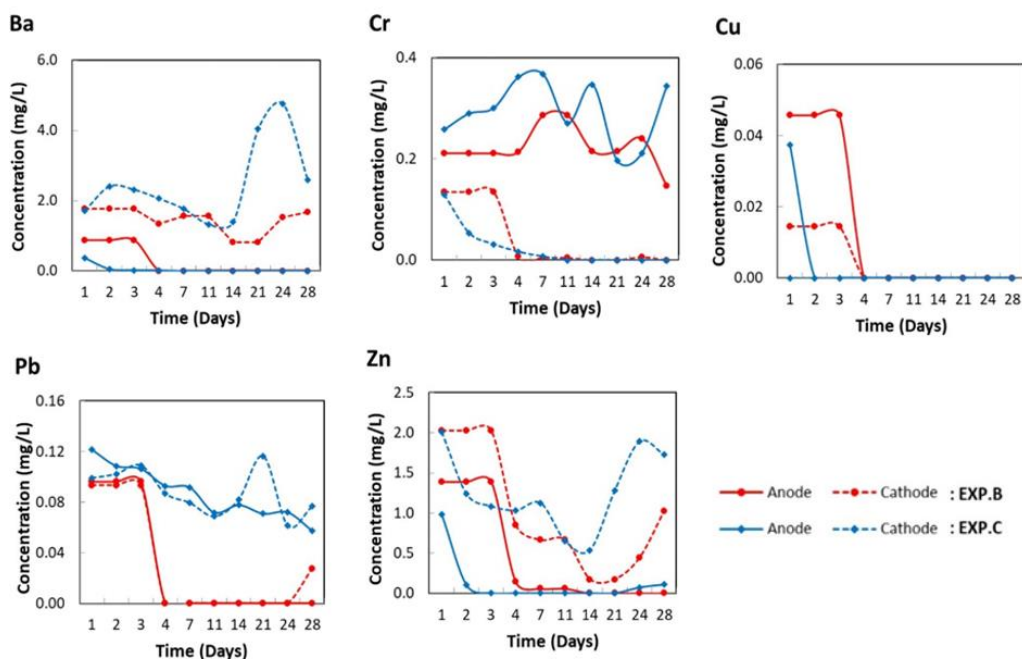 Ba
Concentration (mg/L)
6.0
4.0
2.0
0.0
1 2 3 4 7 11 14 21 24 28
Time (Days)
Cr
Concentration (mg/L)
0.4
0.2
0.0
1 2 3 4 7 11 14 21 24 28
Time (Days)
Cu
Concentration (mg/L)
0.06
0.04
0.02
0.00
1 2 3 4 7 11 14 21 24 28
Time (Days)
Pb
Concentration (mg/L)
0.16
0.12
0.08
0.04
0.00
1 2 3 4 7 11 14 21 24 28
Time (Days)
Zn
Concentration (mg/L)
2.5
2.0
1.5
1.0
0.5
0.0
1 2 3 4 7 11 14 21 24 28
Time (Days)
Anode Cathode : EXP.B
Anode Cathode : EXP.C